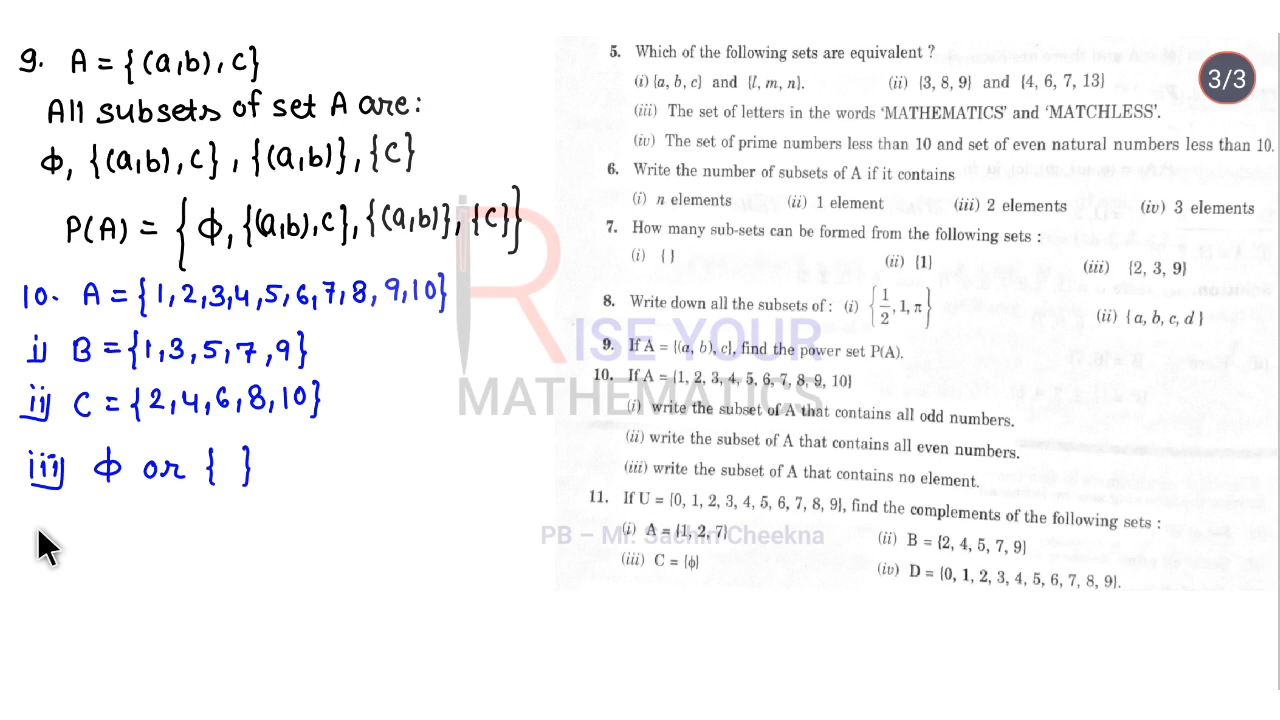 9. A = {(a,b), c}
All subsets of set A are:
ϕ, {(a,b), c}, {(a,b)}, {c}
P(A) = {ϕ, {(a,b), c}, {(a,b)}, {c}}
10. A = {1, 2, 3, 4, 5, 6, 7, 8, 9, 10}
i) B = {1, 3, 5, 7, 9}
ii) C = {2, 4, 6, 8, 10}
iii) ϕ or { }
3/3
5. Which of the following sets are equivalent ?
(i) {a, b, c} and {l, m, n}. (ii) {3, 8, 9} and {4, 6, 7, 13}
(iii) The set of letters in the words 'MATHEMATICS' and 'MATCHLESS'.
(iv) The set of prime numbers less than 10 and set of even natural numbers less than 10.
6. Write the number of subsets of A if it contains
(i) n elements (ii) 1 element (iii) 2 elements (iv) 3 elements
7. How many sub-sets can be formed from the following sets :
(i) { } (ii) {1} (iii) {2, 3, 9}
8. Write down all the subsets of : (i) {1/2, 1, π} (ii) { a, b, c, d }
9. If A = {(a, b), c}, find the power set P(A).
10. If A = {1, 2, 3, 4, 5, 6, 7, 8, 9, 10}
(i) write the subset of A that contains all odd numbers.
(ii) write the subset of A that contains all even numbers.
(iii) write the subset of A that contains no element.
11. If U = {0, 1, 2, 3, 4, 5, 6, 7, 8, 9}, find the complements of the following sets :
(i) A = {1, 2, 7} (ii) B = {2, 4, 5, 7, 9}
(iii) C = {ϕ} (iv) D = {0, 1, 2, 3, 4, 5, 6, 7, 8, 9}.
RISE YOUR
MATHEMATICS
PB – Mr. Sachin Cheekna